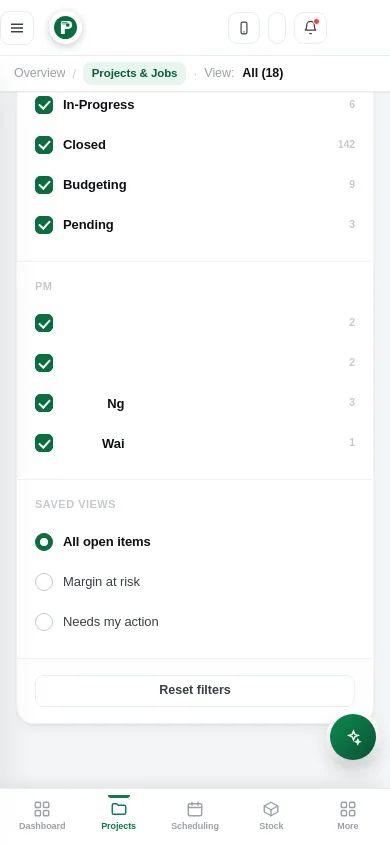 P
Overview / Projects & Jobs · View: All (18)
In-Progress 6
Closed 142
Budgeting 9
Pending 3
PM
2
2
Ng 3
Wai 1
SAVED VIEWS
All open items
Margin at risk
Needs my action
Reset filters
Dashboard Projects Scheduling Stock More